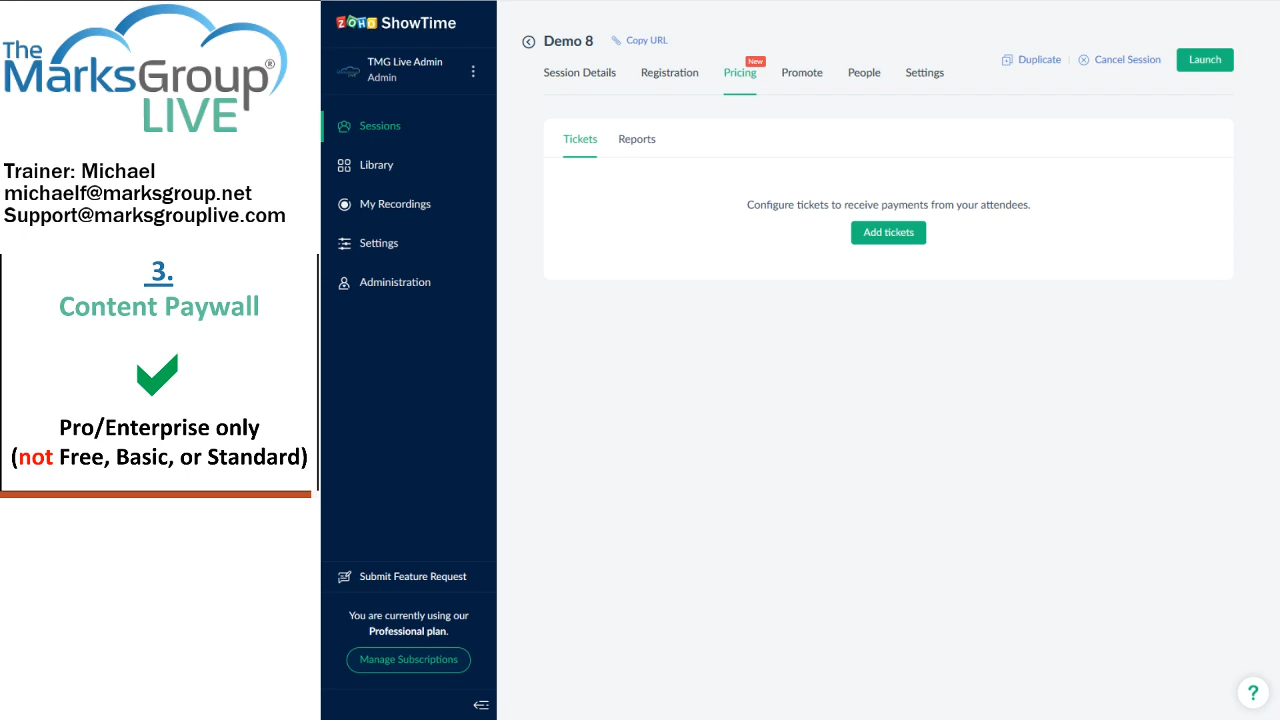 The
MarksGroup®
LIVE
Trainer: Michael
michaelf@marksgroup.net
Support@marksgrouplive.com
3.
Content Paywall
Pro/Enterprise only
(not Free, Basic, or Standard)
ZOHO ShowTime
TMG Live Admin
Admin
Sessions
Library
My Recordings
Settings
Administration
Submit Feature Request
You are currently using our
Professional plan.
Manage Subscriptions
Demo 8
Copy URL
Duplicate
Cancel Session
Launch
New
Session Details Registration Pricing Promote People Settings
Tickets Reports
Configure tickets to receive payments from your attendees.
Add tickets
?